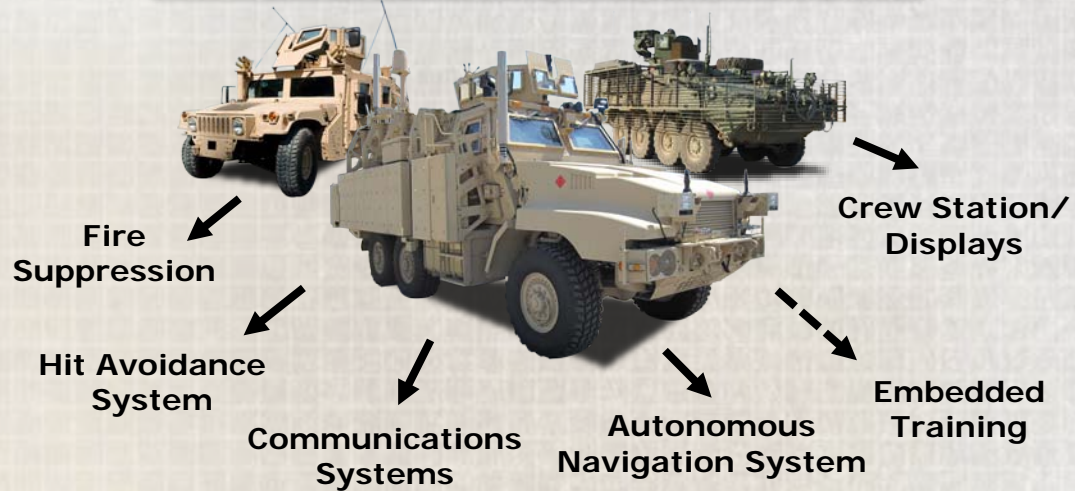 Crew Station/
Displays
Fire
Suppression
Hit Avoidance
System
Embedded
Training
Autonomous
Navigation System
Communications
Systems